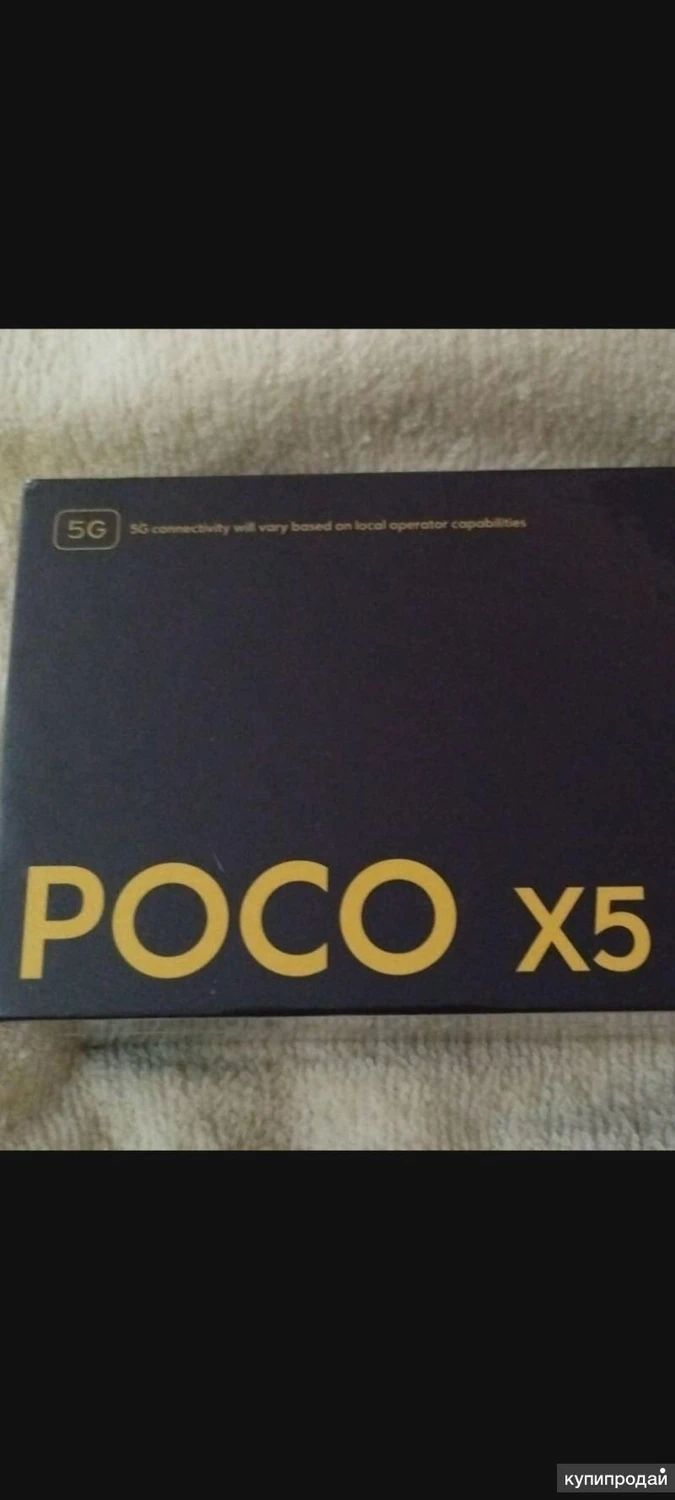 5G 5G connectivity will vary based on local operator capabilities
POCO X5
купипродай